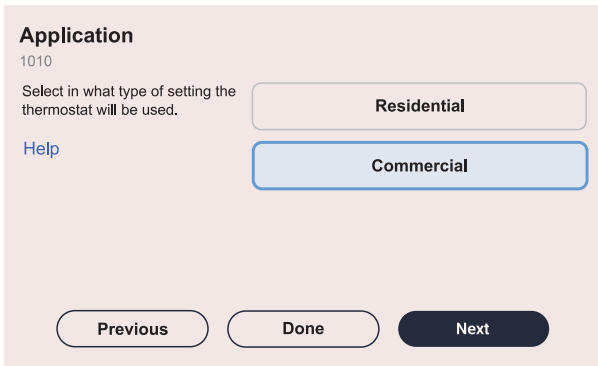 Application
1010
Select in what type of setting the
thermostat will be used.
Help
Residential
Commercial
Previous
Done
Next